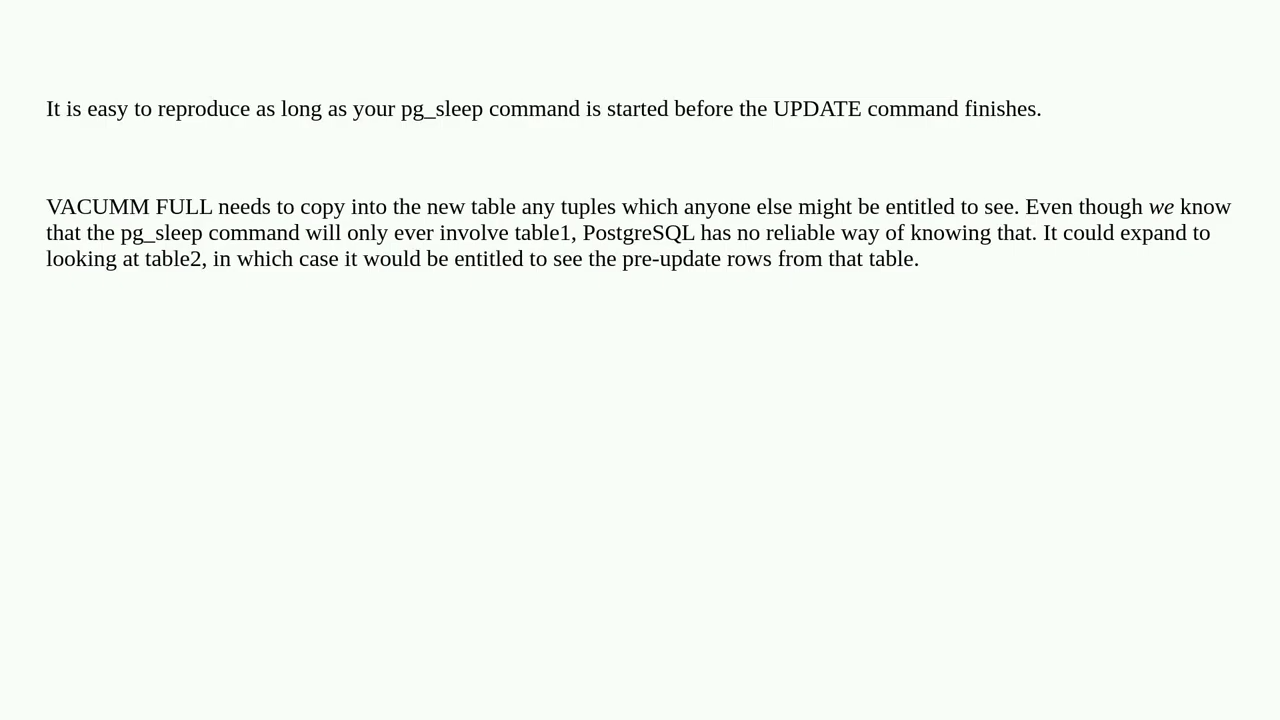 It is easy to reproduce as long as your pg_sleep command is started before the UPDATE command finishes.
VACUMM FULL needs to copy into the new table any tuples which anyone else might be entitled to see. Even though we know
that the pg_sleep command will only ever involve table1, PostgreSQL has no reliable way of knowing that. It could expand to
looking at table2, in which case it would be entitled to see the pre-update rows from that table.